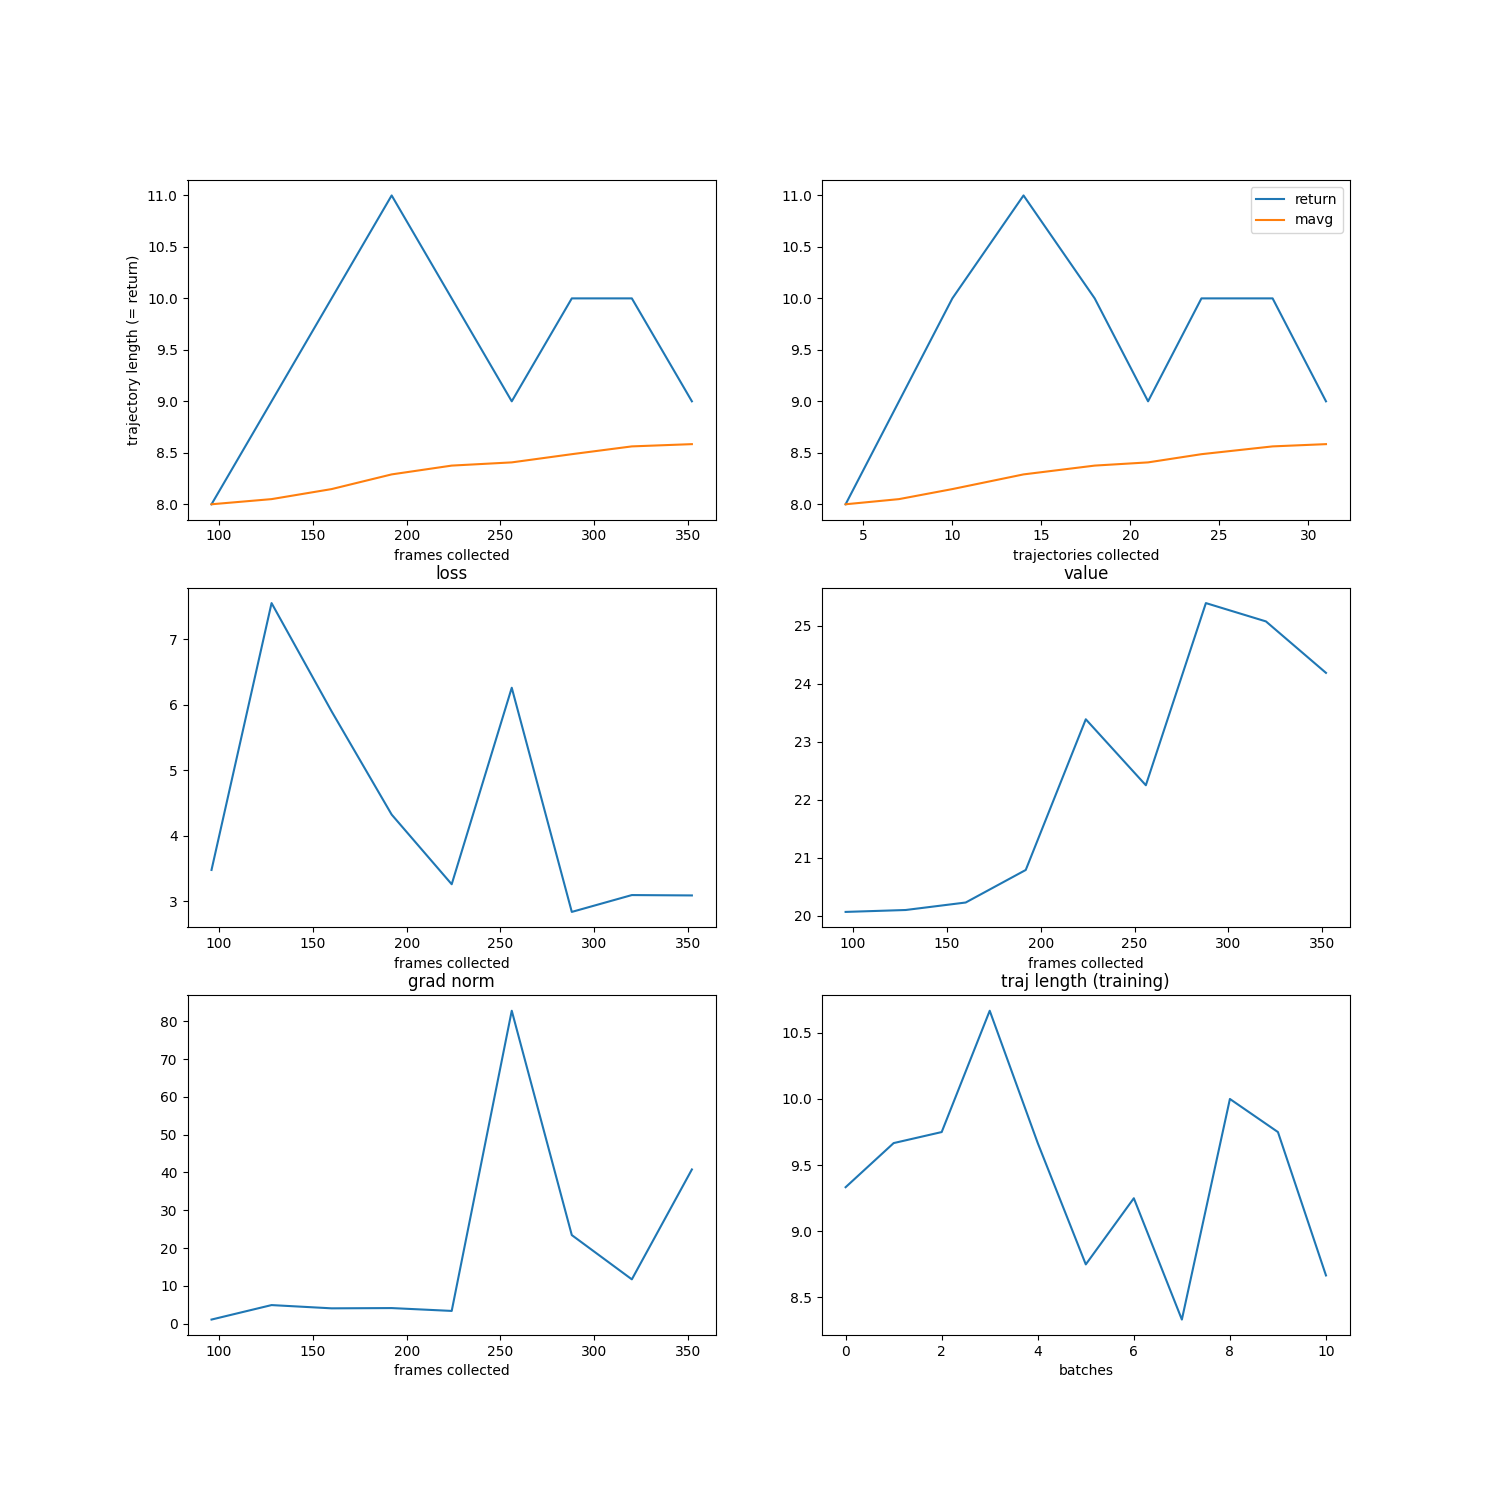 11.0
10.5
10.0
9.5
9.0
8.5
8.0
trajectory length (= return)
100 150 200 250 300 350
frames collected
return
mavg
11.0
10.5
10.0
9.5
9.0
8.5
8.0
5 10 15 20 25 30
trajectories collected
loss
7
6
5
4
3
100 150 200 250 300 350
frames collected
value
25
24
23
22
21
20
100 150 200 250 300 350
frames collected
grad norm
80
70
60
50
40
30
20
10
0
100 150 200 250 300 350
frames collected
traj length (training)
10.5
10.0
9.5
9.0
8.5
0 2 4 6 8 10
batches